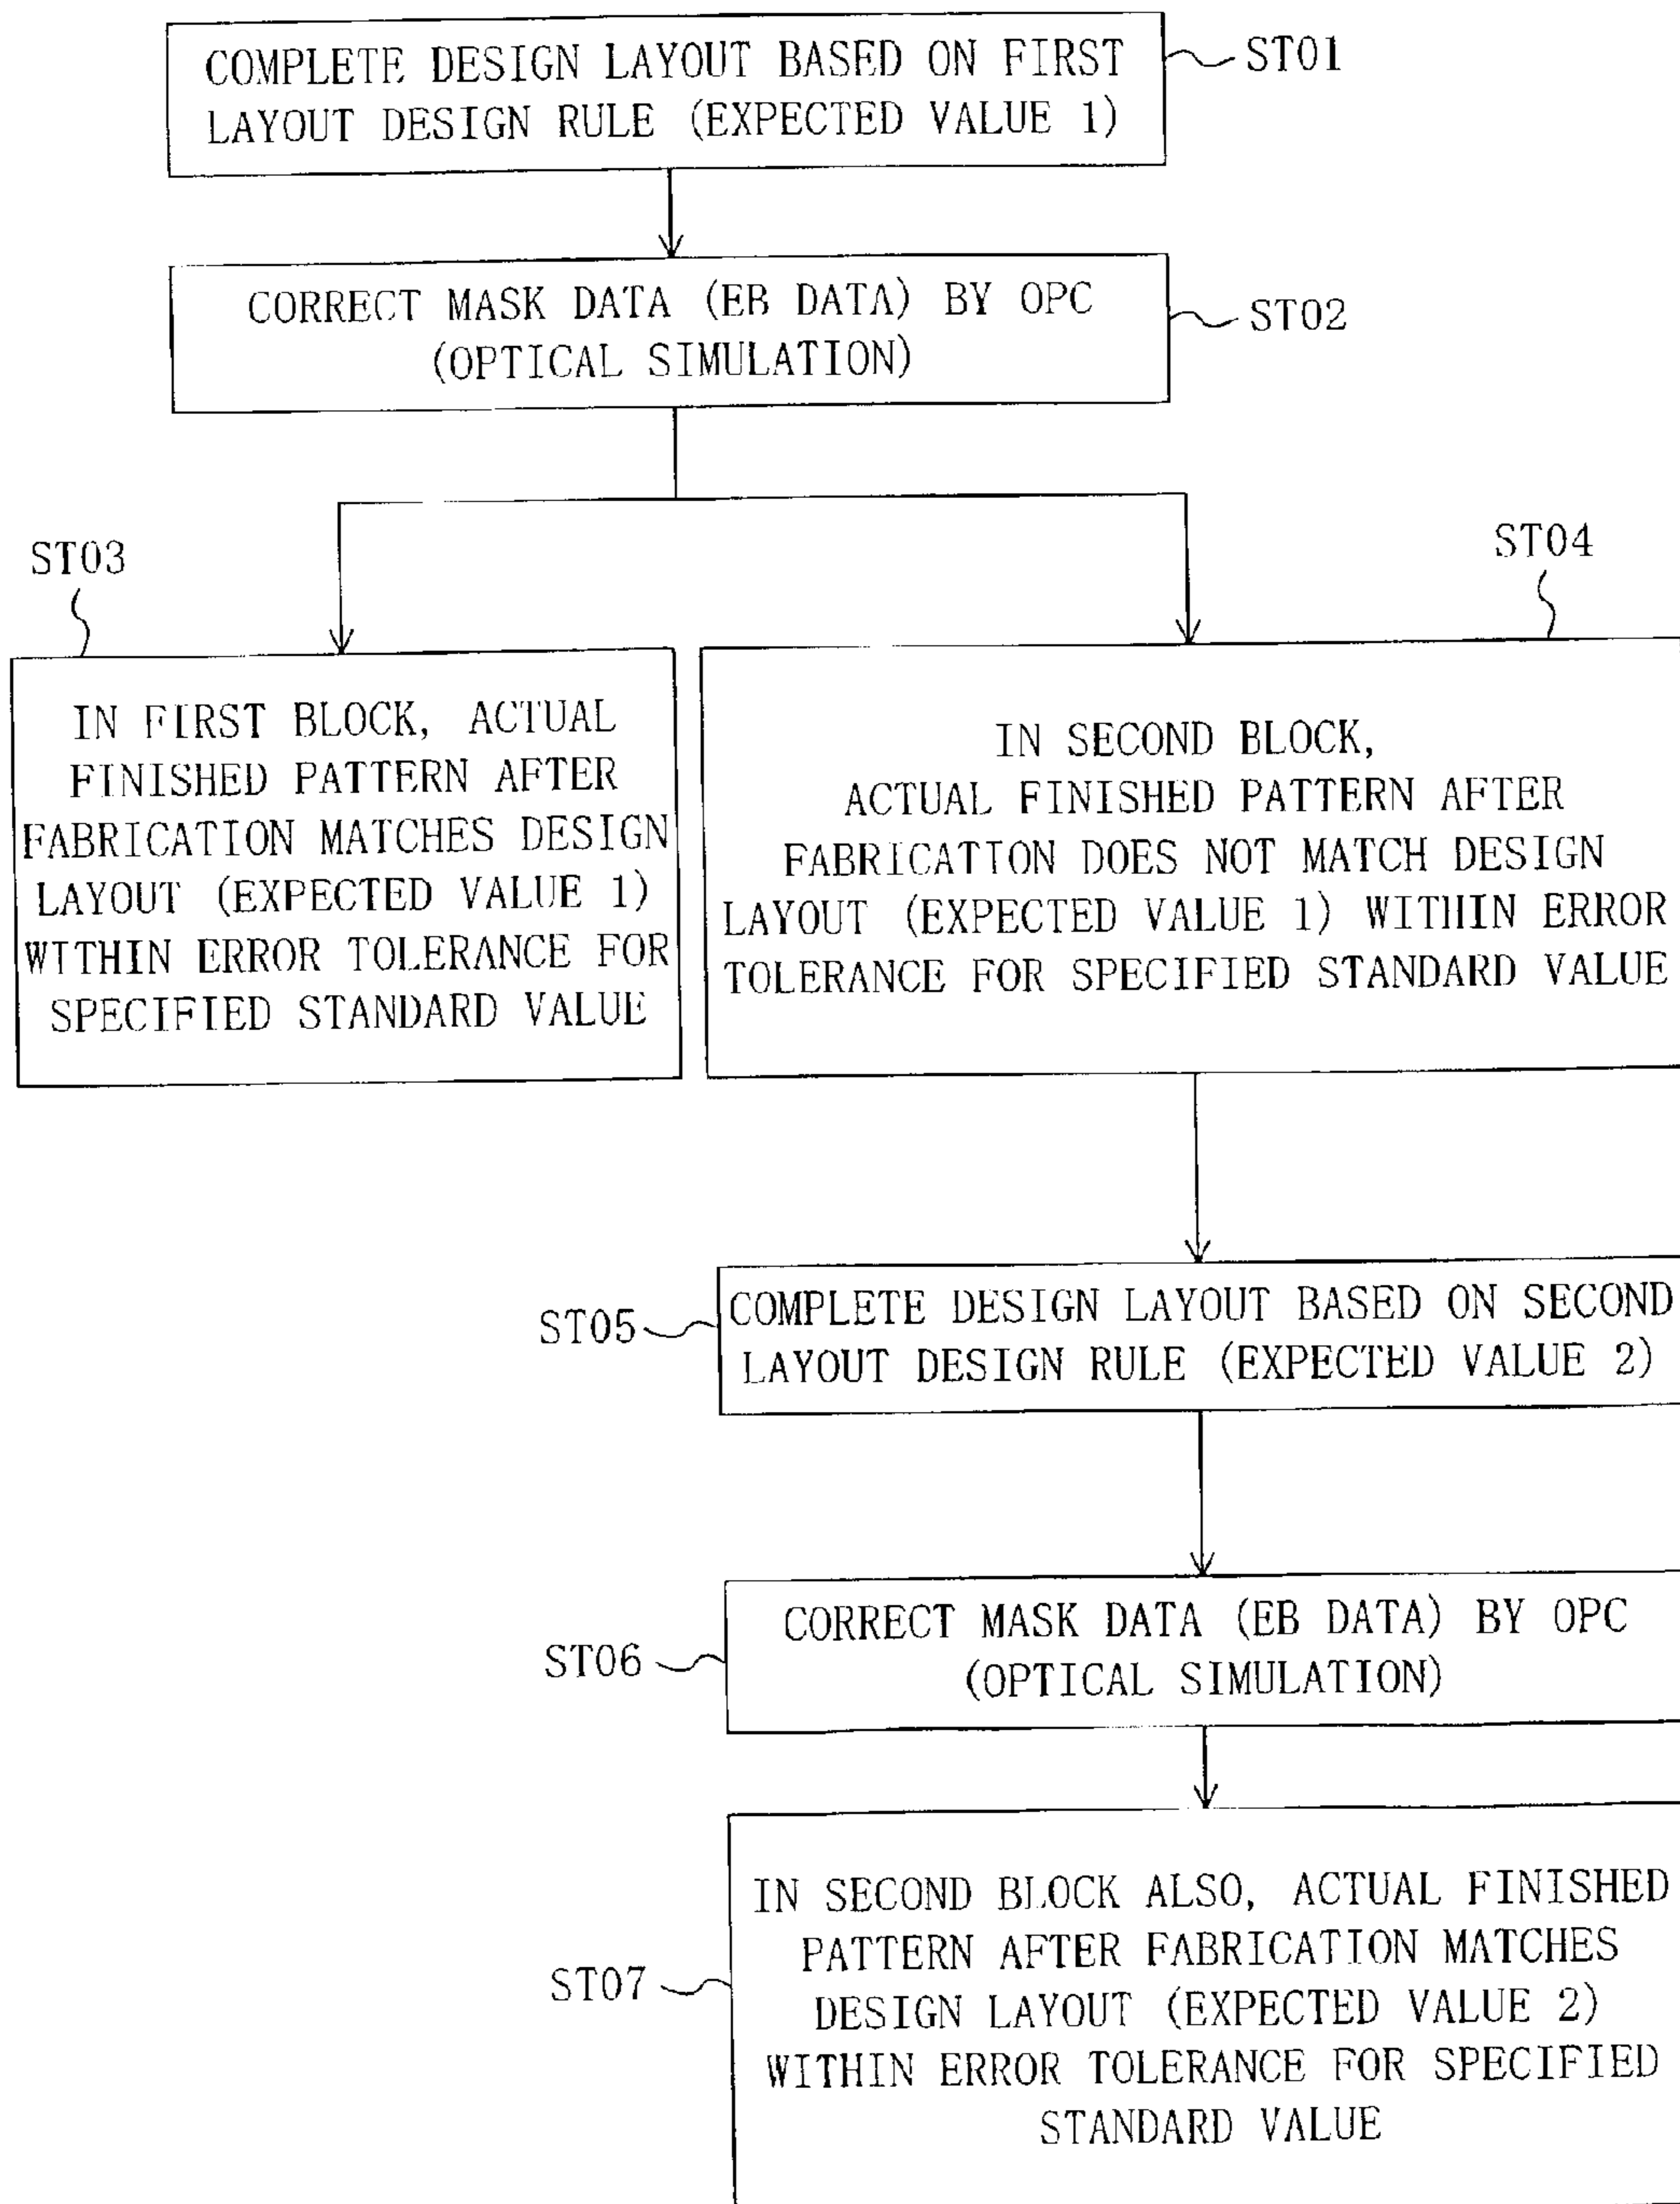 COMPLETE DESIGN LAYOUT BASED ON FIRST
LAYOUT DESIGN RULE (EXPECTED VALUE 1)
ST01
CORRECT MASK DATA (EB DATA) BY OPC
(OPTICAL SIMULATION)
ST02
ST03
IN FIRST BLOCK, ACTUAL
FINISHED PATTERN AFTER
FABRICATION MATCHES DESIGN
LAYOUT (EXPECTED VALUE 1)
WITHIN ERROR TOLERANCE FOR
SPECIFIED STANDARD VALUE
ST04
IN SECOND BLOCK,
ACTUAL FINISHED PATTERN AFTER
FABRICATION DOES NOT MATCH DESIGN
LAYOUT (EXPECTED VALUE 1) WITHIN ERROR
TOLERANCE FOR SPECIFIED STANDARD VALUE
ST05
COMPLETE DESIGN LAYOUT BASED ON SECOND
LAYOUT DESIGN RULE (EXPECTED VALUE 2)
ST06
CORRECT MASK DATA (EB DATA) BY OPC
(OPTICAL SIMULATION)
ST07
IN SECOND BLOCK ALSO, ACTUAL FINISHED
PATTERN AFTER FABRICATION MATCHES
DESIGN LAYOUT (EXPECTED VALUE 2)
WITHIN ERROR TOLERANCE FOR SPECIFIED
STANDARD VALUE